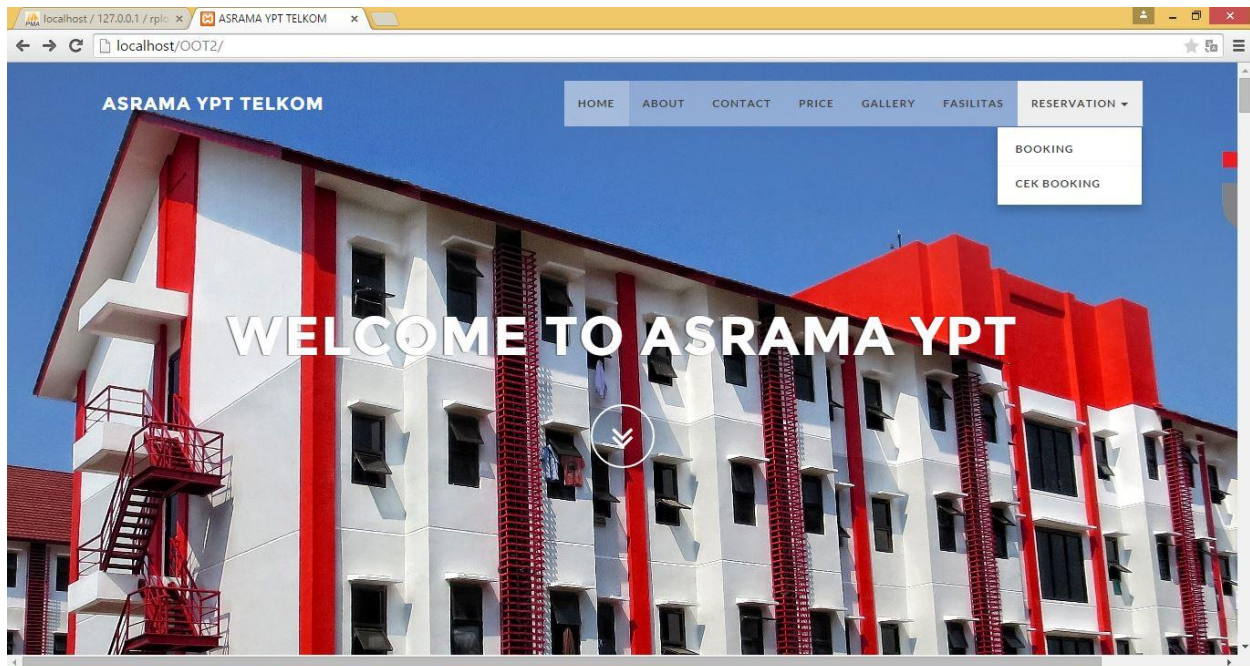 localhost / 127.0.0.1 / rplo
ASRAMA YPT TELKOM
localhost/OOT2/
ASRAMA YPT TELKOM
HOME ABOUT CONTACT PRICE GALLERY FASILITAS RESERVATION
BOOKING
CEK BOOKING
WELCOME TO ASRAMA YPT